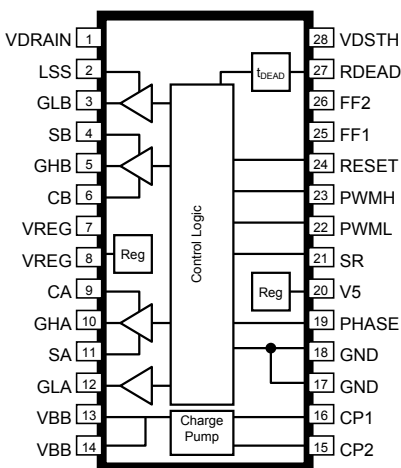 VDRAIN 1
LSS 2
GLB 3
SB 4
GHB 5
CB 6
VREG 7
VREG 8
CA 9
GHA 10
SA 11
GLA 12
VBB 13
VBB 14
Reg
Control Logic
Charge
Pump
tDEAD
Reg
28 VDSTH
27 RDEAD
26 FF2
25 FF1
24 RESET
23 PWMH
22 PWML
21 SR
20 V5
19 PHASE
18 GND
17 GND
16 CP1
15 CP2